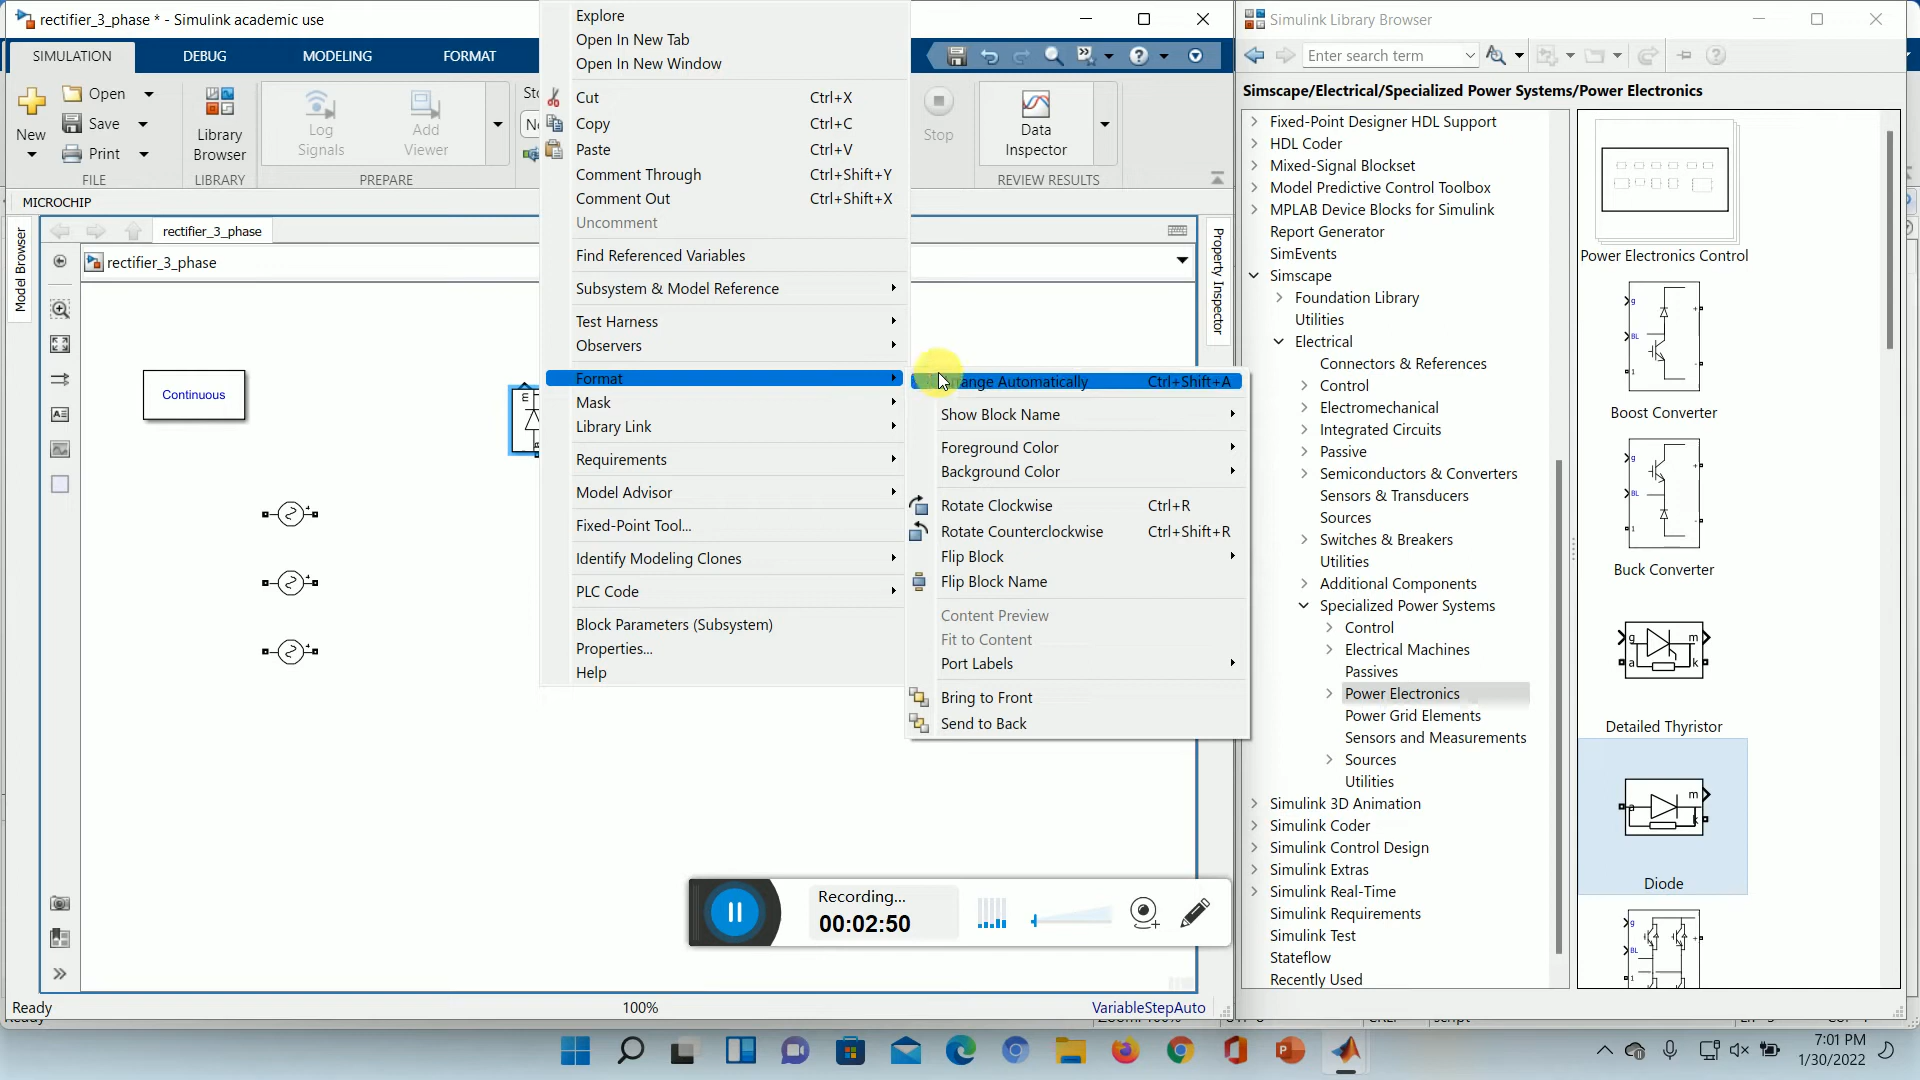 rectifier_3_phase * - Simulink academic use
SIMULATION
DEBUG
MODELING
FORMAT
New
Open
Save
Print
FILE
Library
Browser
LIBRARY
Log
Signals
Add
Viewer
PREPARE
Stop
Data
Inspector
REVIEW RESULTS
MICROCHIP
Model Browser
rectifier_3_phase
rectifier_3_phase
Property Inspector
Continuous
m
Explore
Open In New Tab
Open In New Window
Cut Ctrl+X
Copy Ctrl+C
Paste Ctrl+V
Comment Through Ctrl+Shift+Y
Comment Out Ctrl+Shift+X
Uncomment
Find Referenced Variables
Subsystem & Model Reference
Test Harness
Observers
Format
Mask
Library Link
Requirements
Model Advisor
Fixed-Point Tool...
Identify Modeling Clones
PLC Code
Block Parameters (Subsystem)
Properties...
Help
Automatically Ctrl+Shift+A
Show Block Name
Foreground Color
Background Color
Rotate Clockwise Ctrl+R
Rotate Counterclockwise Ctrl+Shift+R
Flip Block
Flip Block Name
Content Preview
Fit to Content
Port Labels
Bring to Front
Send to Back
Recording...
00:02:50
Ready
100%
VariableStepAuto
Simulink Library Browser
Enter search term
Simscape/Electrical/Specialized Power Systems/Power Electronics
Fixed-Point Designer HDL Support
HDL Coder
Mixed-Signal Blockset
Model Predictive Control Toolbox
MPLAB Device Blocks for Simulink
Report Generator
SimEvents
Simscape
Foundation Library
Utilities
Electrical
Connectors & References
Control
Electromechanical
Integrated Circuits
Passive
Semiconductors & Converters
Sensors & Transducers
Sources
Switches & Breakers
Utilities
Additional Components
Specialized Power Systems
Control
Electrical Machines
Passives
Power Electronics
Power Grid Elements
Sensors and Measurements
Sources
Utilities
Simulink 3D Animation
Simulink Coder
Simulink Control Design
Simulink Extras
Simulink Real-Time
Simulink Requirements
Simulink Test
Stateflow
Recently Used
Power Electronics Control
g
BL
1
Boost Converter
g
BL
1
Buck Converter
g m
a k
Detailed Thyristor
a m
k
Diode
g
BL
1
7:01 PM
1/30/2022